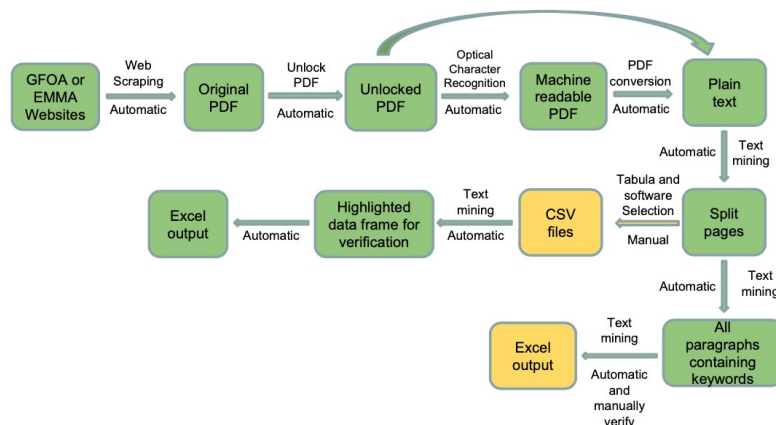 GFOA or
EMMA
Websites
Web
Scraping
Automatic
Original
PDF
Unlock
PDF
Automatic
Unlocked
PDF
Optical
Character
Recognition
Automatic
Machine
readable
PDF
PDF
conversion
Automatic
Plain
text
Automatic
Text
mining
Excel
output
Automatic
Highlighted
data frame for
verification
Text
mining
Automatic
CSV
files
Tabula and
software
Selection
Manual
Split
pages
Automatic
Text
mining
Excel
output
Text
mining
Automatic
and
manually
verify
All
paragraphs
containing
keywords